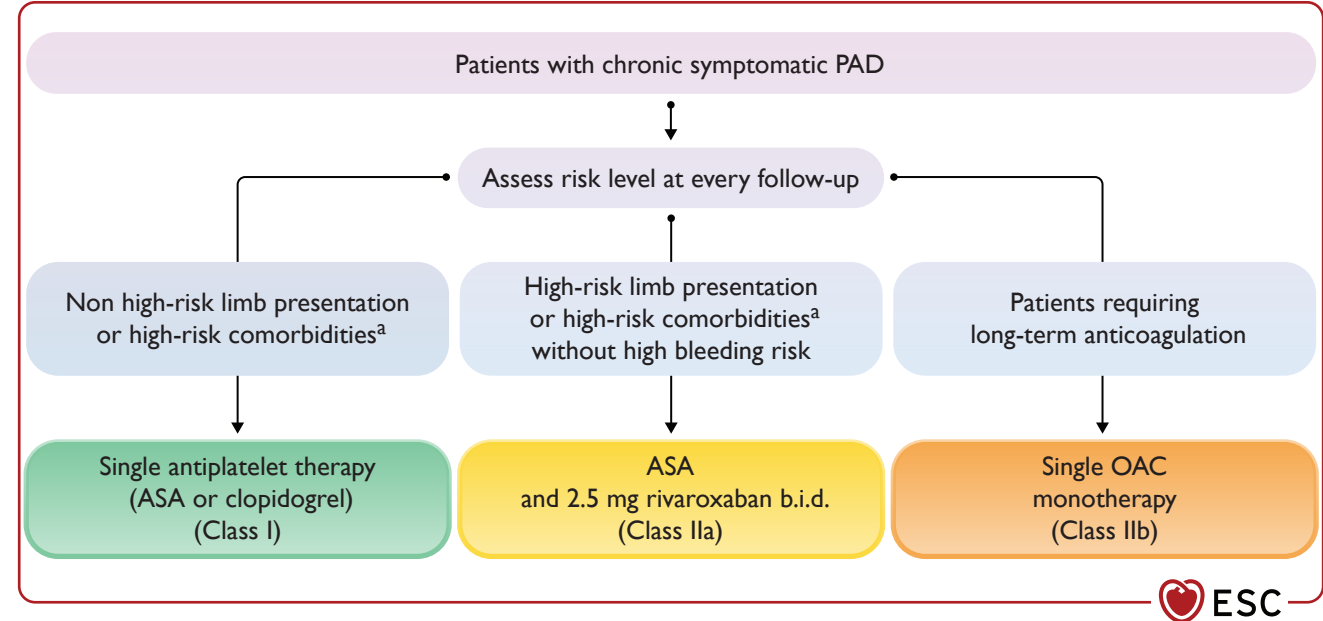 Patients with chronic symptomatic PAD
Assess risk level at every follow-up
Non high-risk limb presentation
or high-risk comorbiditiesᵃ
High-risk limb presentation
or high-risk comorbiditiesᵃ
without high bleeding risk
Patients requiring
long-term anticoagulation
Single antiplatelet therapy
(ASA or clopidogrel)
(Class I)
ASA
and 2.5 mg rivaroxaban b.i.d.
(Class IIa)
Single OAC
monotherapy
(Class IIb)
ESC